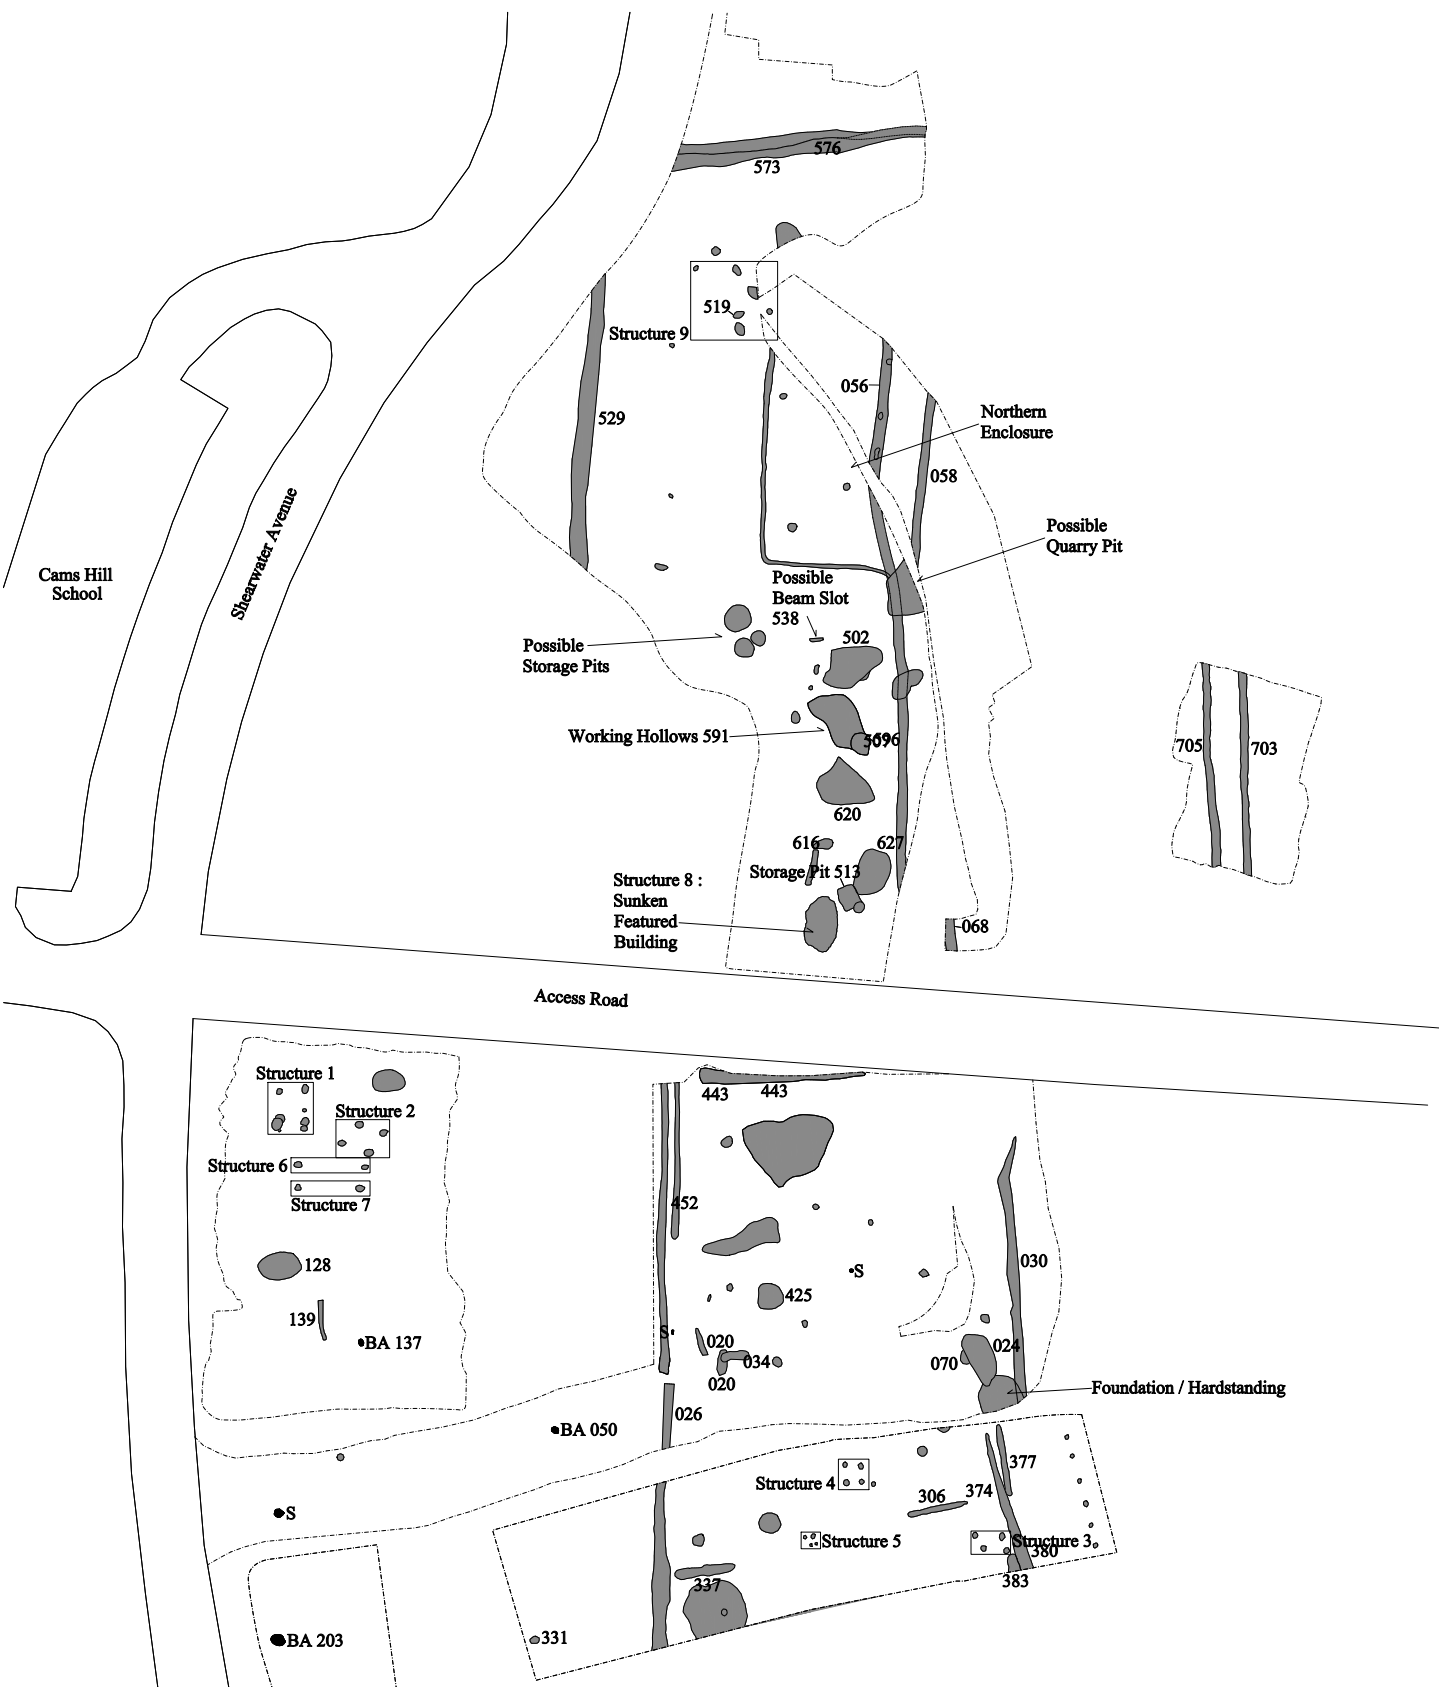 576
573
519
Structure 9
056
529
Northern
Enclosure
058
Possible
Quarry Pit
Cams Hill
School
Shearwater Avenue
Possible
Beam Slot
538
502
Possible
Storage Pits
Working Hollows 591
596
705
703
620
616
627
Storage Pit 513
Structure 8 :
Sunken
Featured
Building
068
Access Road
Structure 1
443
443
Structure 2
Structure 6
Structure 7
452
128
S
030
425
139
BA 137
S
020
034
020
024
070
Foundation / Hardstanding
026
BA 050
377
Structure 4
374
306
S
Structure 5
Structure 3
380
383
337
BA 203
331